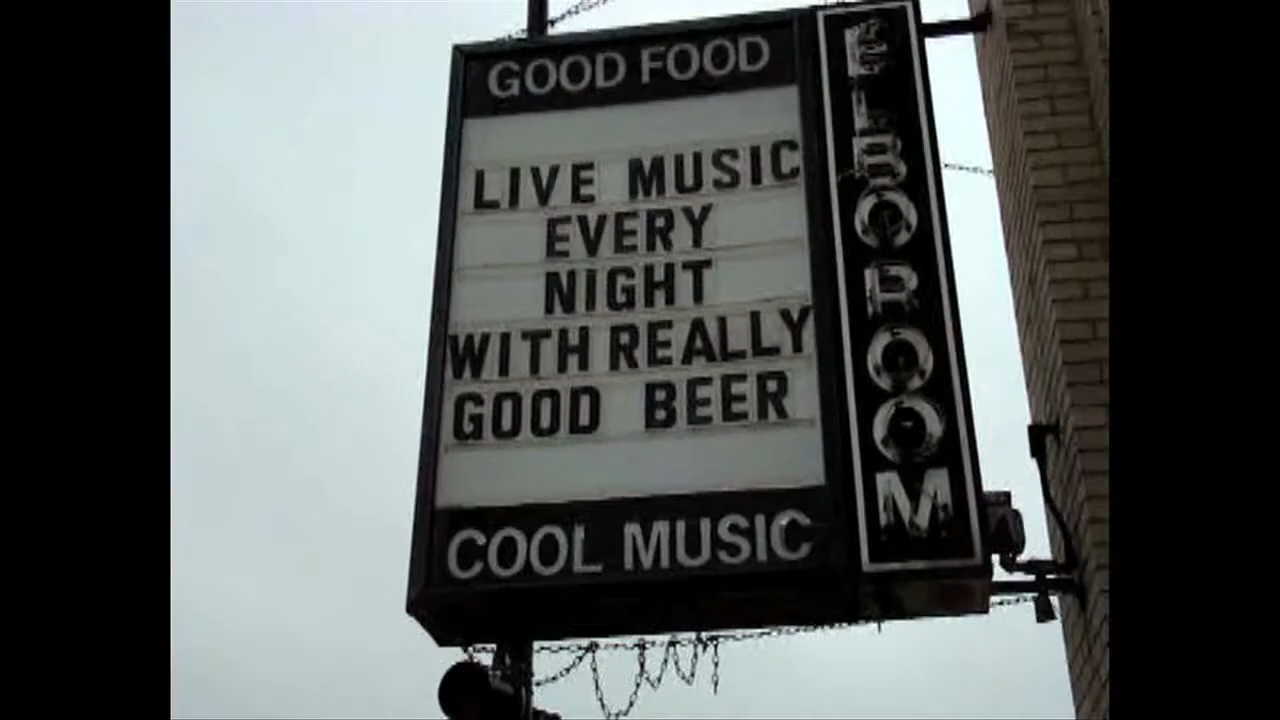 GOOD FOOD
LIVE MUSIC
EVERY
NIGHT
WITH REALLY
GOOD BEER
COOL MUSIC
ELBO ROOM